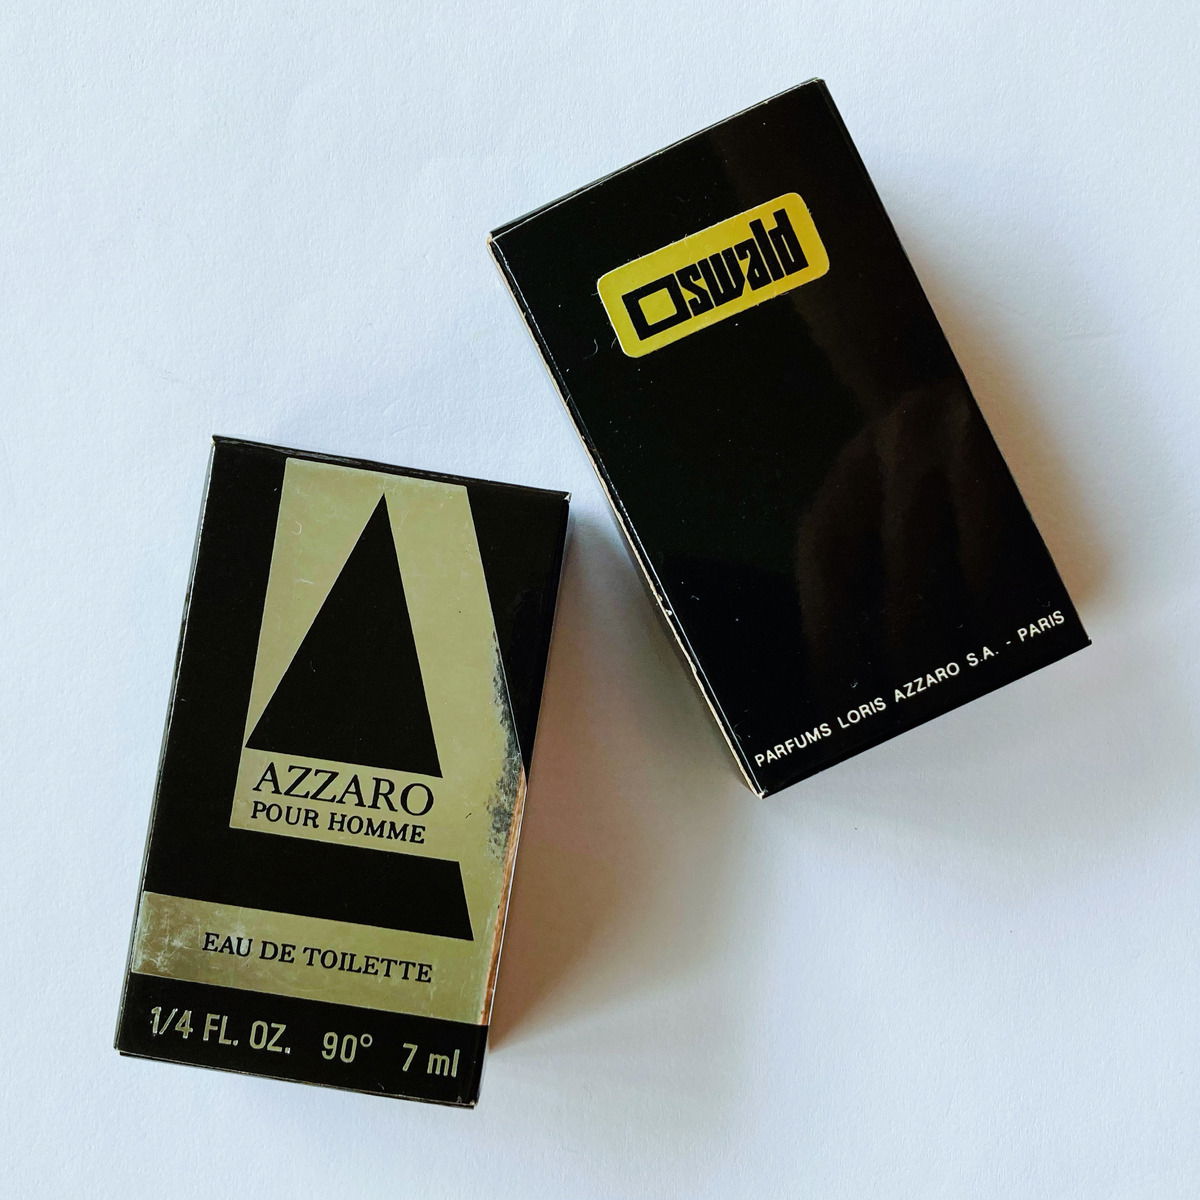 Oswald
PARFUMS LORIS AZZARO S.A. - PARIS
AZZARO
POUR HOMME
EAU DE TOILETTE
1/4 FL. OZ. 90° 7 ml